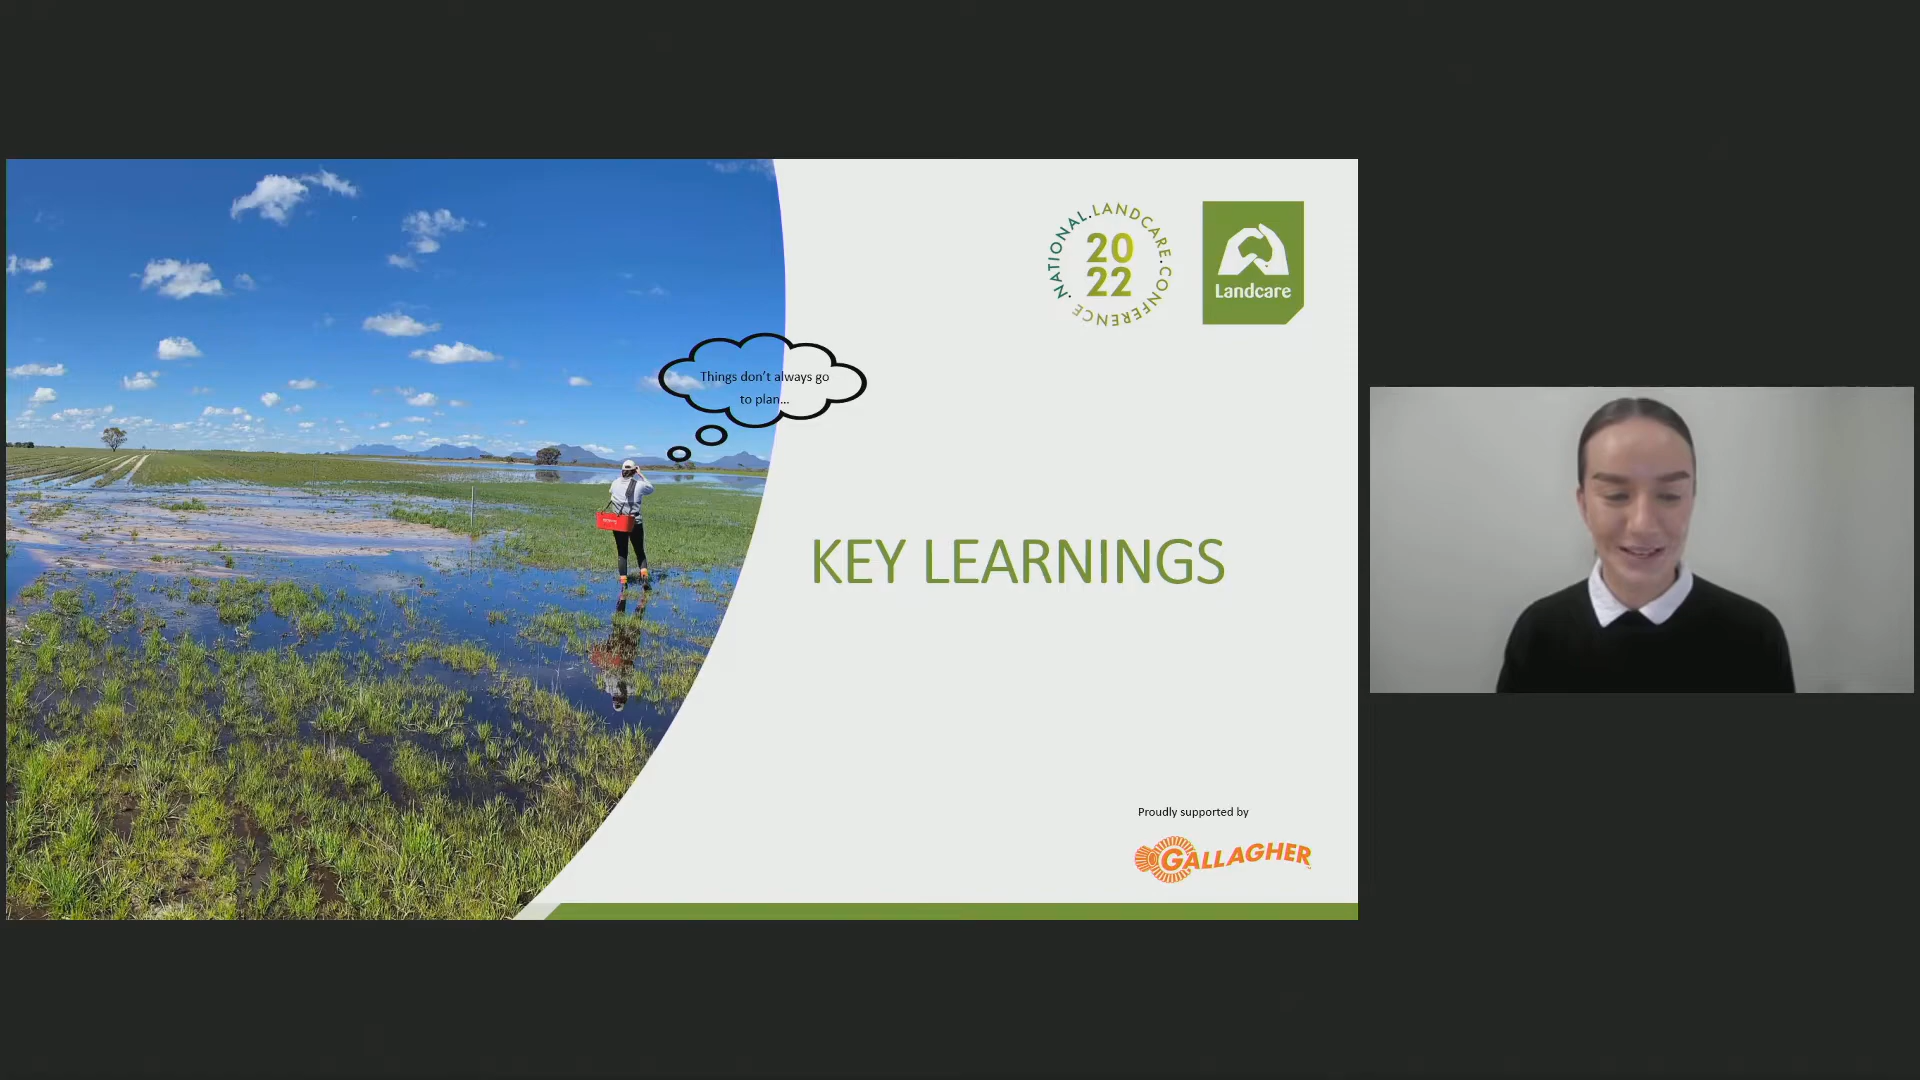 .NATIONAL.LANDCARE.CONFERENCE
20
22
Landcare
Things don't always go
to plan...
KEY LEARNINGS
Proudly supported by
GALLAGHER